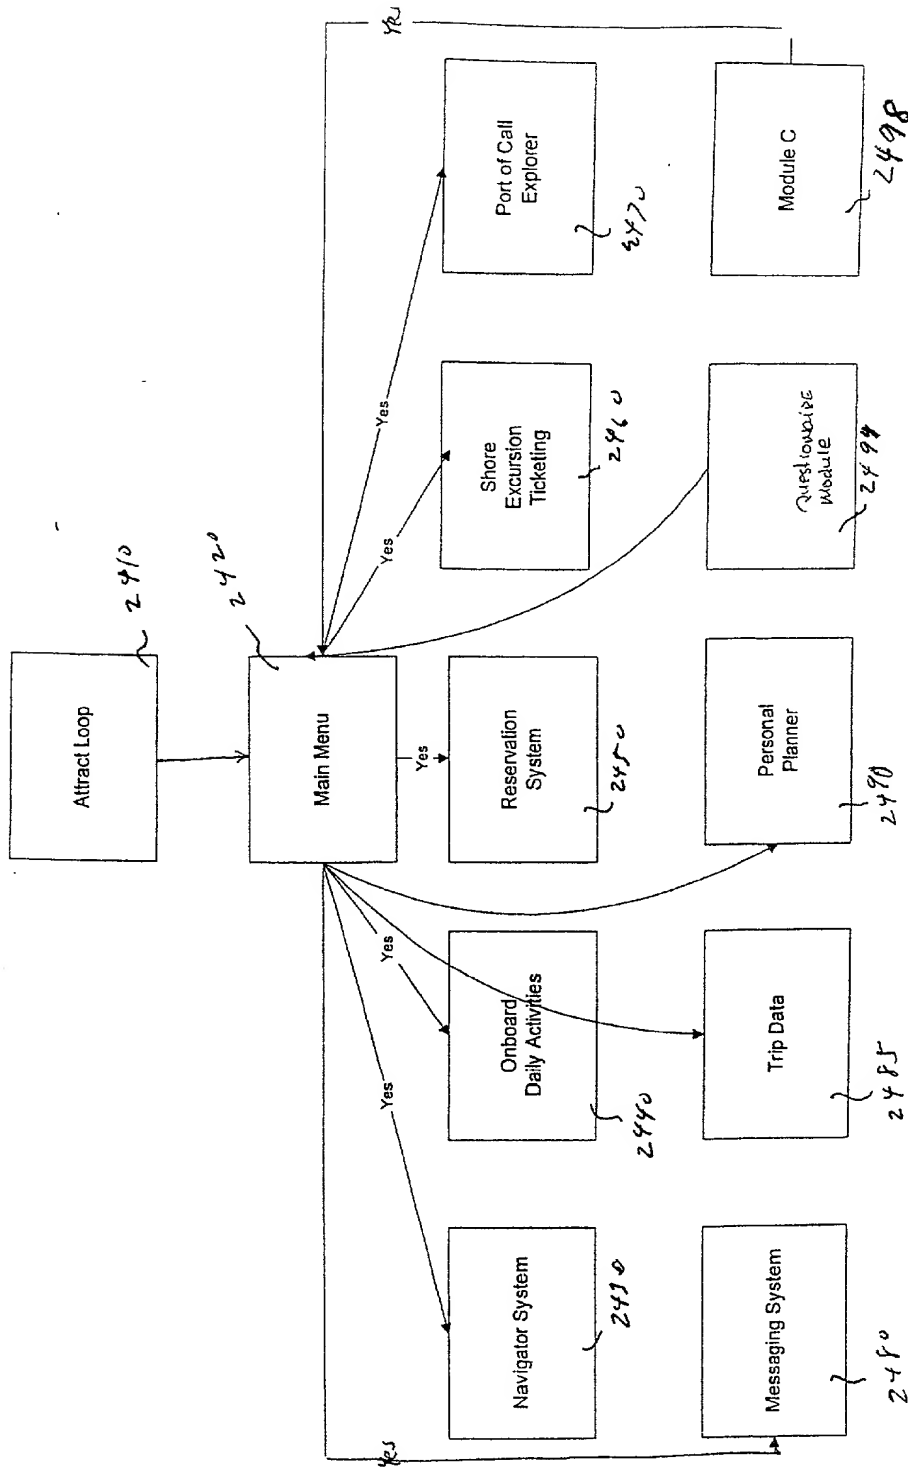 Attract Loop
2410
2420
Main Menu
Yes
Yes
Yes
Yes
Yes
Yes
Yes
Navigator System
2430
Onboard
Daily Activities
2440
Reservation
System
2450
Shore
Excursion
Ticketing
2460
Port of Call
Explorer
2470
Messaging System
2480
Trip Data
2485
Personal
Planner
2490
Questionaire
Module
2494
Module C
2498